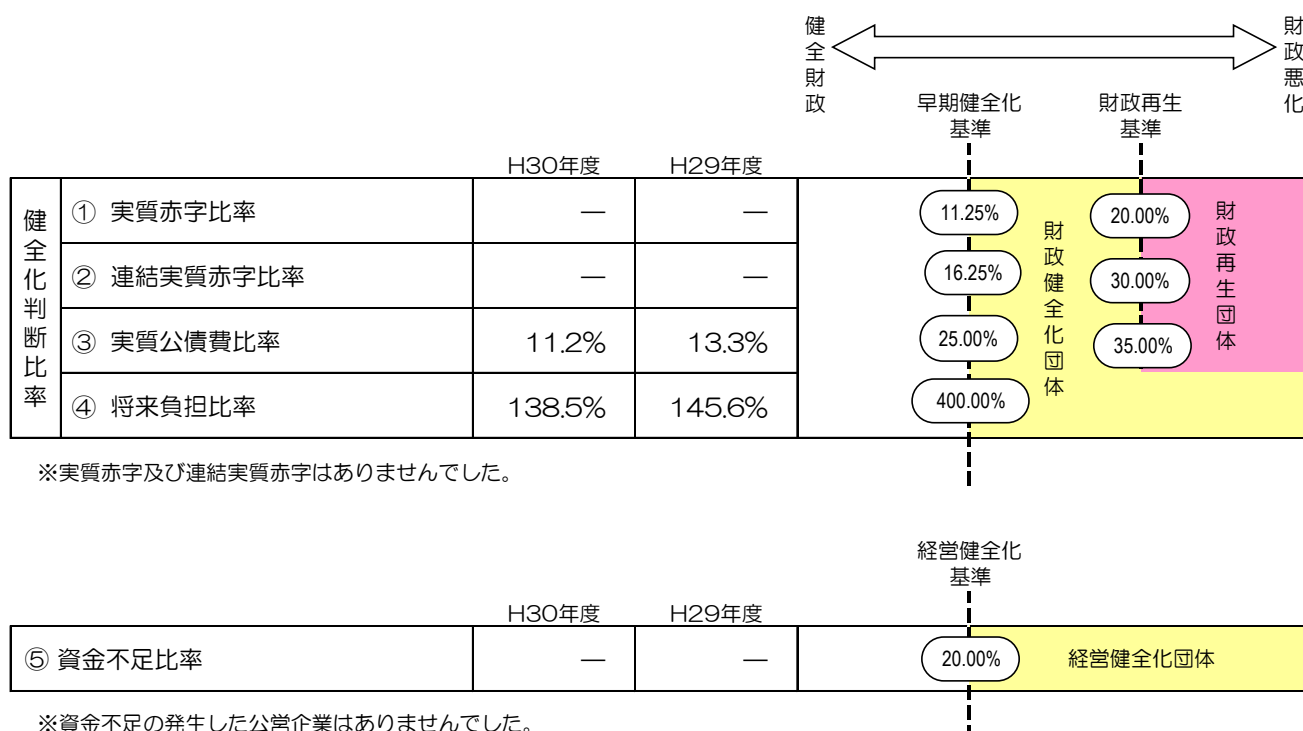 健全財政
財政悪化
早期健全化
基準
財政再生
基準
H30年度 H29年度
健全化判断比率
① 実質赤字比率 — — 11.25% 20.00%
② 連結実質赤字比率 — — 16.25% 30.00%
③ 実質公債費比率 11.2% 13.3% 25.00% 35.00%
④ 将来負担比率 138.5% 145.6% 400.00%
財政健全化団体
財政再生団体
※実質赤字及び連結実質赤字はありませんでした。
経営健全化
基準
H30年度 H29年度
⑤ 資金不足比率 — — 20.00% 経営健全化団体
※資金不足の発生した公営企業はありませんでした。